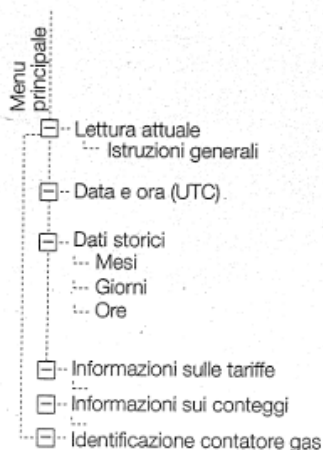 Menu
principale
Lettura attuale
Istruzioni generali
Data e ora (UTC)
Dati storici
Mesi
Giorni
Ore
Informazioni sulle tariffe
Informazioni sui conteggi
Identificazione contatore gas